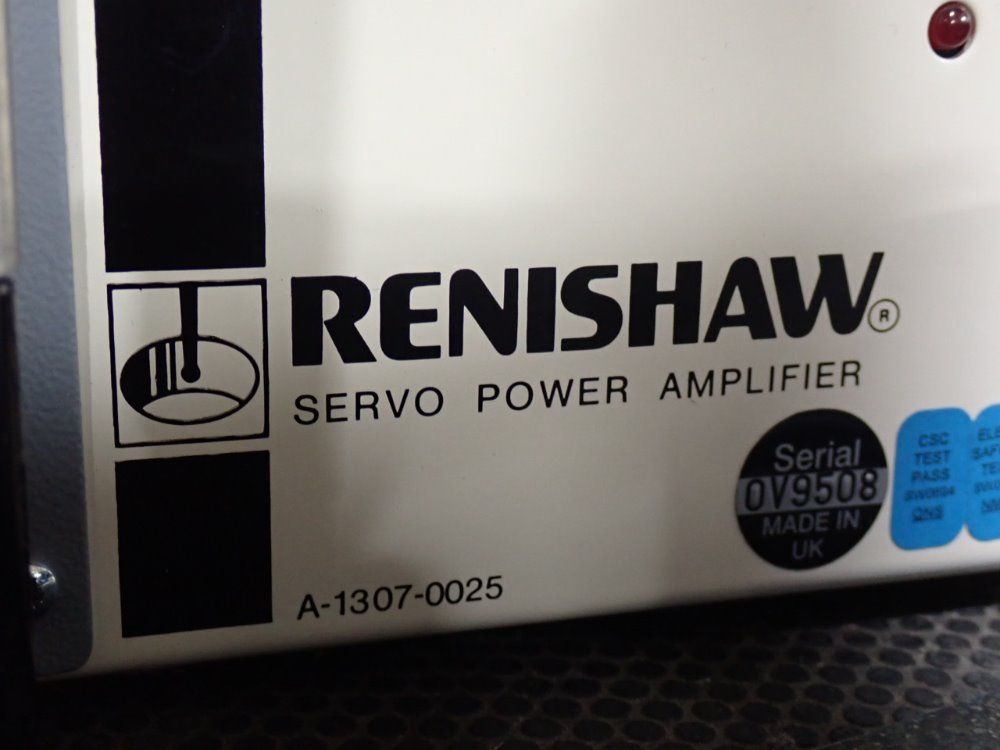 RENISHAW®
SERVO POWER AMPLIFIER
Serial
0V9508
MADE IN
UK
CSC
TEST
PASS
A-1307-0025